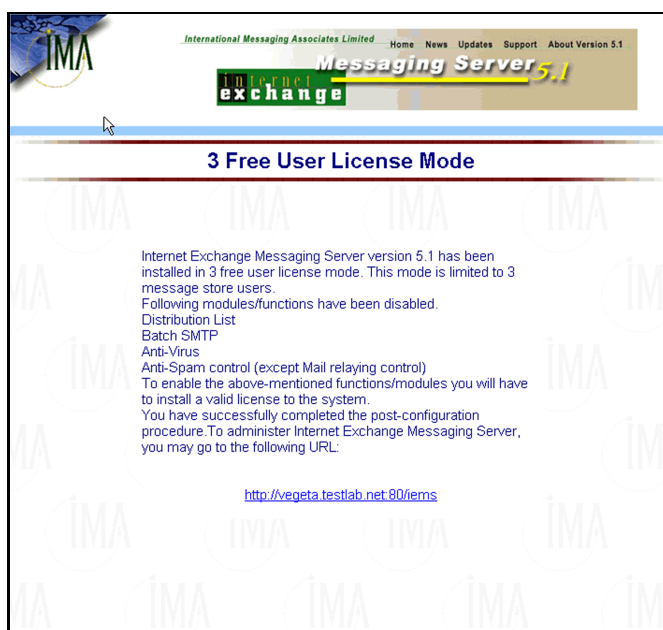 IMA
International Messaging Associates Limited
Home News Updates Support About Version 5.1
Messaging Server 5.1
internet
exchange
3 Free User License Mode
Internet Exchange Messaging Server version 5.1 has been
installed in 3 free user license mode. This mode is limited to 3
message store users.
Following modules/functions have been disabled.
Distribution List
Batch SMTP
Anti-Virus
Anti-Spam control (except Mail relaying control)
To enable the above-mentioned functions/modules you will have
to install a valid license to the system.
You have successfully completed the post-configuration
procedure.To administer Internet Exchange Messaging Server,
you may go to the following URL:
http://vegeta.testlab.net:80/iems